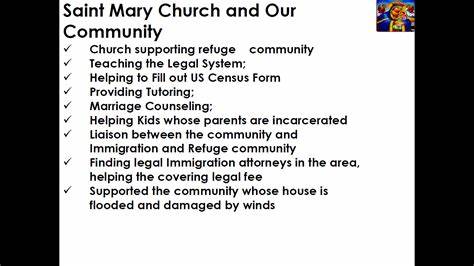 Saint Mary Church and Our
Community
✓ Church supporting refuge community
✓ Teaching the Legal System;
✓ Helping to Fill out US Census Form
✓ Providing Tutoring;
✓ Marriage Counseling;
✓ Helping Kids whose parents are incarcerated
✓ Liaison between the community and
Immigration and Refuge community
✓ Finding legal Immigration attorneys in the area,
helping the covering legal fee
✓ Supported the community whose house is
flooded and damaged by winds